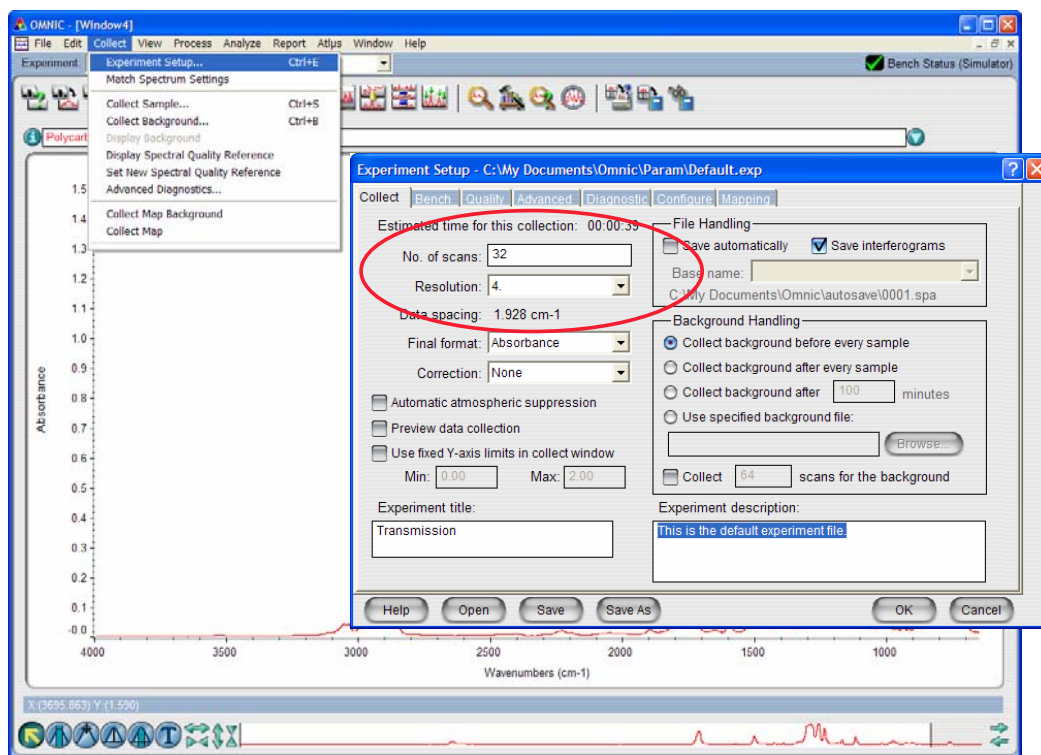 OMNIC - [Window4]
File Edit Collect View Process Analyze Report Atlµs Window Help
Experiment:
Bench Status (Simulator)
Experiment Setup... Ctrl+E
Match Spectrum Settings
Collect Sample... Ctrl+S
Collect Background... Ctrl+B
Display Background
Display Spectral Quality Reference
Set New Spectral Quality Reference
Advanced Diagnostics...
Collect Map Background
Collect Map
Polycarb
Experiment Setup - C:\My Documents\Omnic\Param\Default.exp
Collect Bench Quality Advanced Diagnostic Configure Mapping
Estimated time for this collection: 00:00:39
No. of scans: 32
Resolution: 4.
Data spacing: 1.928 cm-1
Final format: Absorbance
Correction: None
Automatic atmospheric suppression
Preview data collection
Use fixed Y-axis limits in collect window
Min: 0.00 Max: 2.00
Experiment title:
Transmission
File Handling
Save automatically Save interferograms
Base name:
C:\My Documents\Omnic\autosave\0001.spa
Background Handling
Collect background before every sample
Collect background after every sample
Collect background after 100 minutes
Use specified background file:
Browse...
Collect 64 scans for the background
Experiment description:
This is the default experiment file.
Help Open Save Save As OK Cancel
Absorbance
1.5
1.4
1.3
1.2
1.1
1.0
0.9
0.8
0.7
0.6
0.5
0.4
0.3
0.2
0.1
-0.0
4000 3500 3000 2500 2000 1500 1000
Wavenumbers (cm-1)
X:(3695.863) Y:(1.590)
T